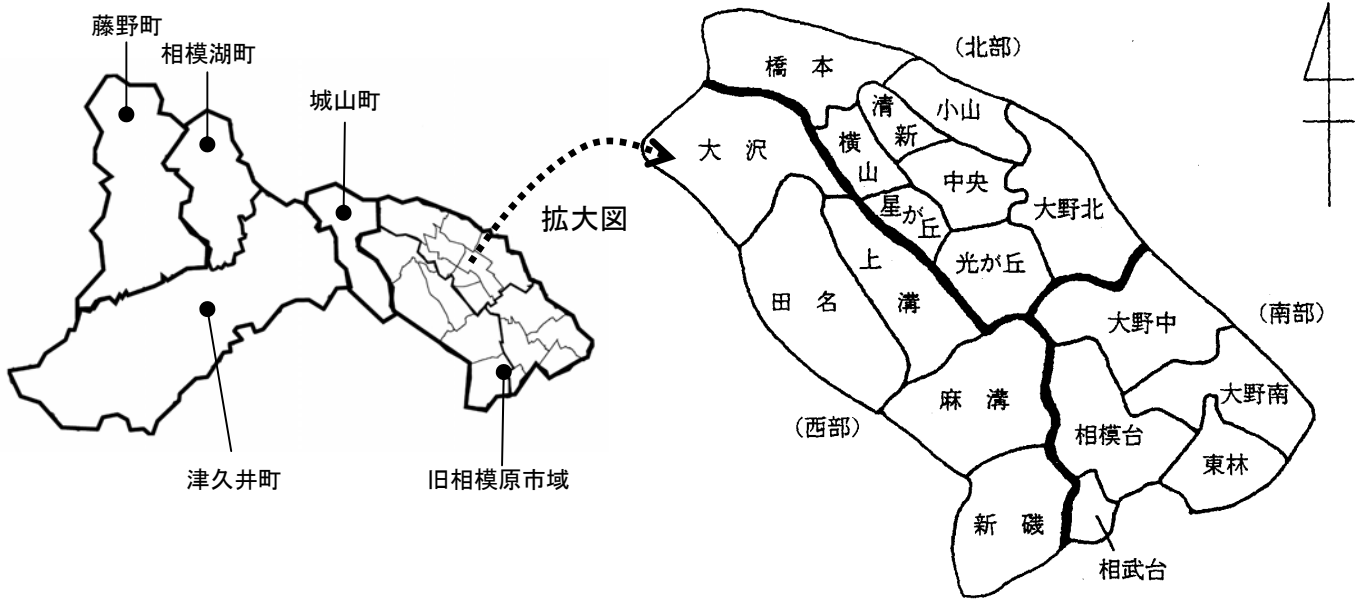 藤野町
相模湖町
城山町
津久井町
旧相模原市域
拡大図
(北部)
橋本
清新
小山
大沢
横山
中央
大野北
星が丘
上溝
光が丘
田名
大野中
(南部)
麻溝
大野南
(西部)
相模台
東林
新磯
相武台